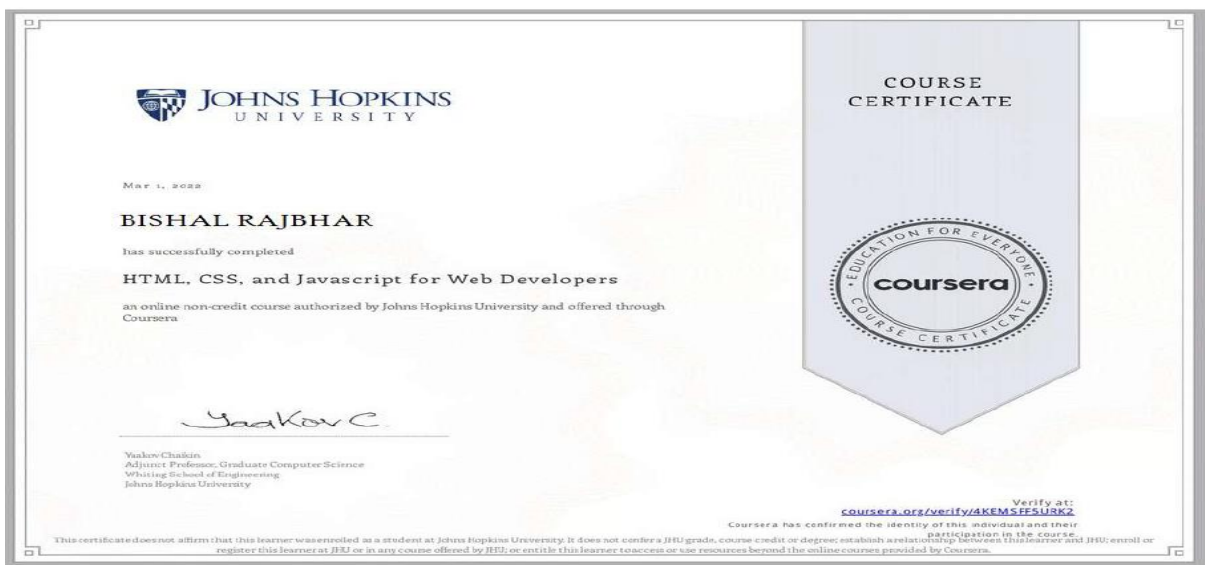 JOHNS HOPKINS
UNIVERSITY
Mar 1, 2022
BISHAL RAJBHAR
has successfully completed
HTML, CSS, and Javascript for Web Developers
an online non-credit course authorized by Johns Hopkins University and offered through
Coursera
Yaakov C
Yaakov Chaikin
Adjunct Professor, Graduate Computer Science
Whiting School of Engineering
Johns Hopkins University
COURSE
CERTIFICATE
EDUCATION FOR EVERYONE
coursera
COURSE CERTIFICATE
Verify at:
coursera.org/verify/4KEMSFF5URK2
Coursera has confirmed the identity of this individual and their
participation in the course.
This certificate does not affirm that this learner was enrolled as a student at Johns Hopkins University. It does not confer a JHU grade, course credit or degree; establish a relationship between this learner and JHU; enroll or
register this learner at JHU or in any course offered by JHU; or entitle this learner to access or use resources beyond the online courses provided by Coursera.